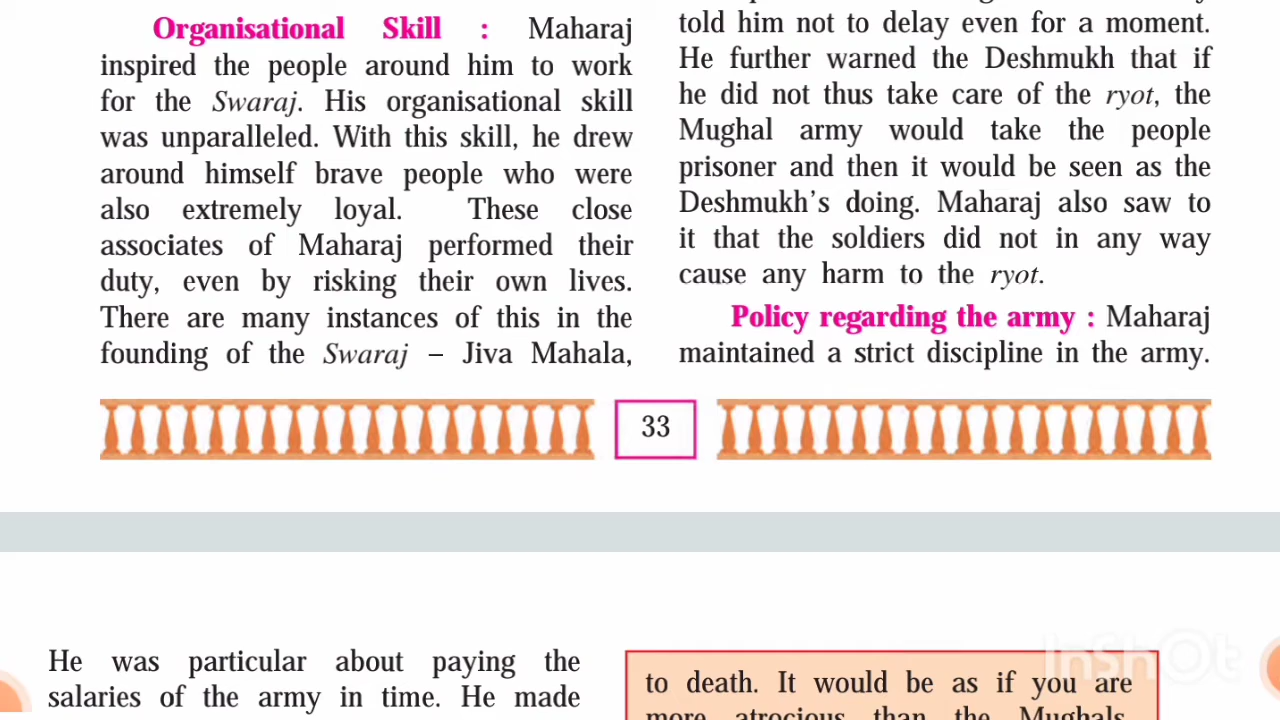 Organisational Skill : Maharaj
inspired the people around him to work
for the Swaraj. His organisational skill
was unparalleled. With this skill, he drew
around himself brave people who were
also extremely loyal. These close
associates of Maharaj performed their
duty, even by risking their own lives.
There are many instances of this in the
founding of the Swaraj – Jiva Mahala,
told him not to delay even for a moment.
He further warned the Deshmukh that if
he did not thus take care of the ryot, the
Mughal army would take the people
prisoner and then it would be seen as the
Deshmukh's doing. Maharaj also saw to
it that the soldiers did not in any way
cause any harm to the ryot.
Policy regarding the army : Maharaj
maintained a strict discipline in the army.
33
He was particular about paying the
salaries of the army in time. He made
to death. It would be as if you are
more atrocious than the Mughals.
InShOt